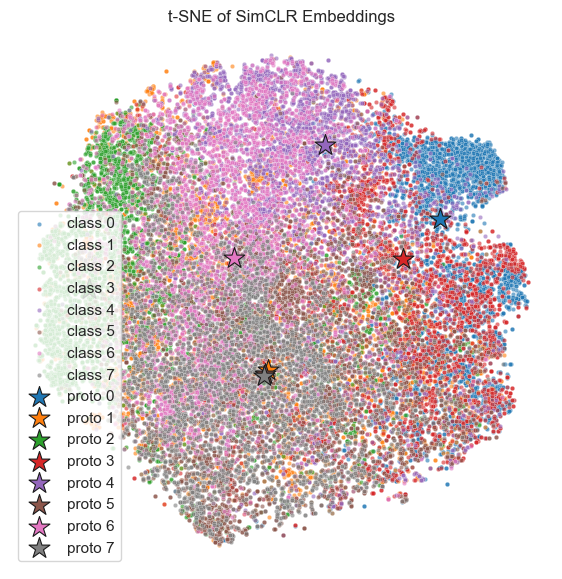 t-SNE of SimCLR Embeddings
class 0
class 1
class 2
class 3
class 4
class 5
class 6
class 7
proto 0
proto 1
proto 2
proto 3
proto 4
proto 5
proto 6
proto 7